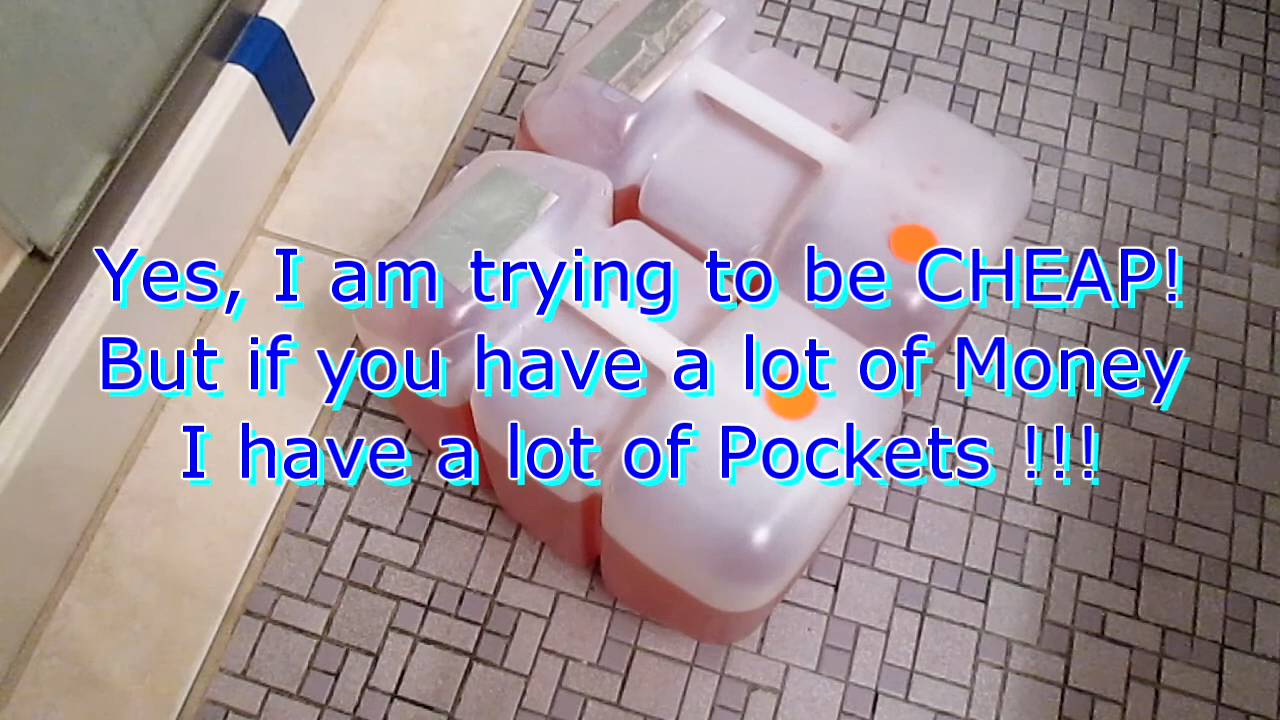 Yes, I am trying to be CHEAP!
But if you have a lot of Money
I have a lot of Pockets !!!